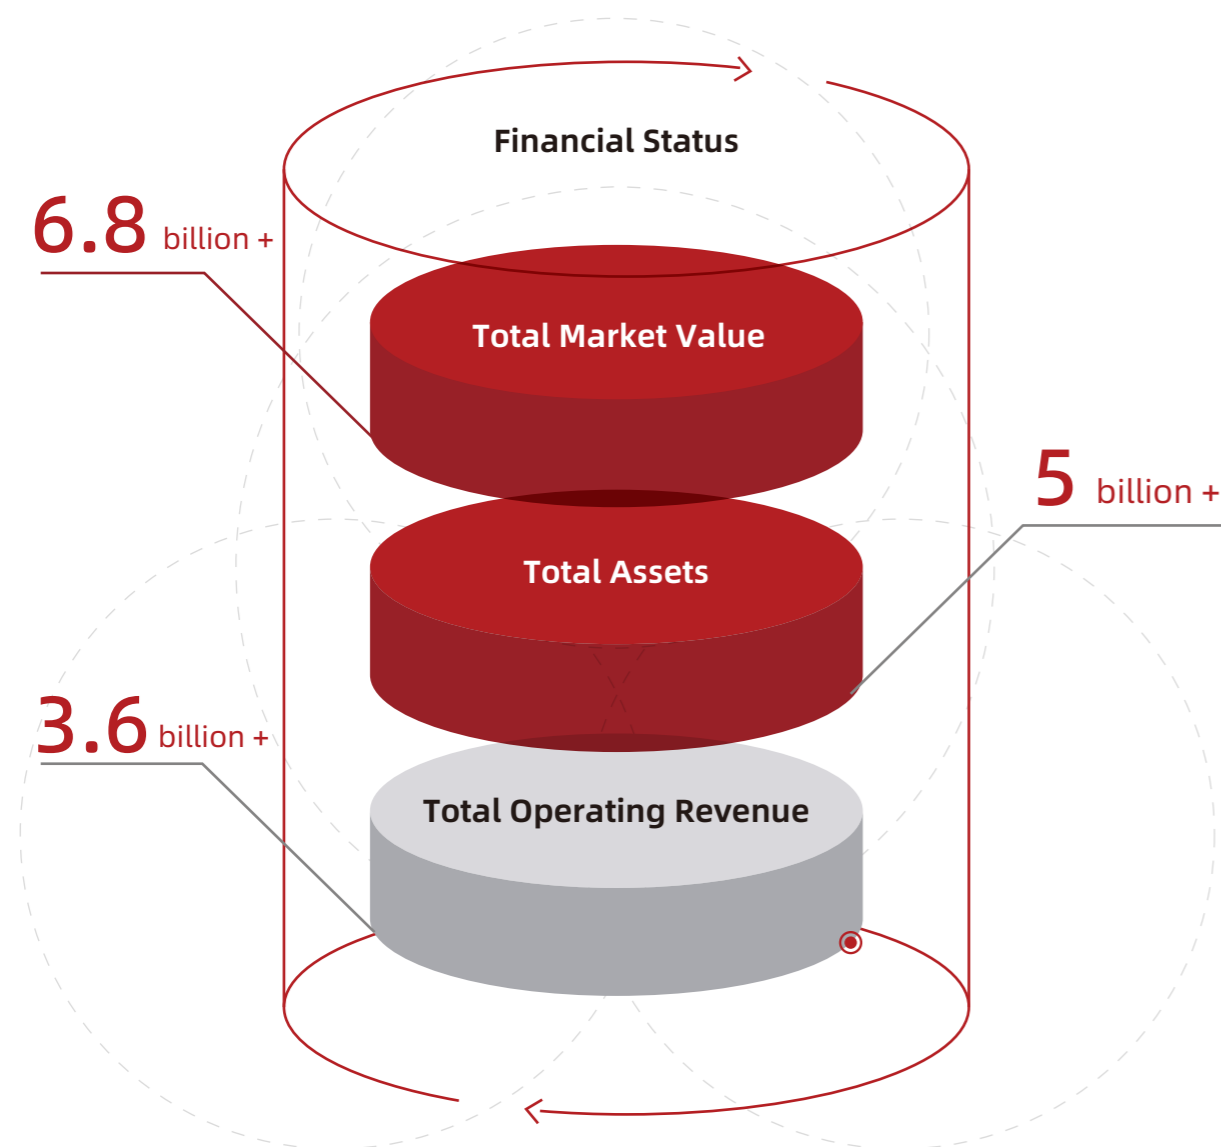 Financial Status
6.8 billion +
Total Market Value
5 billion +
Total Assets
3.6 billion +
Total Operating Revenue